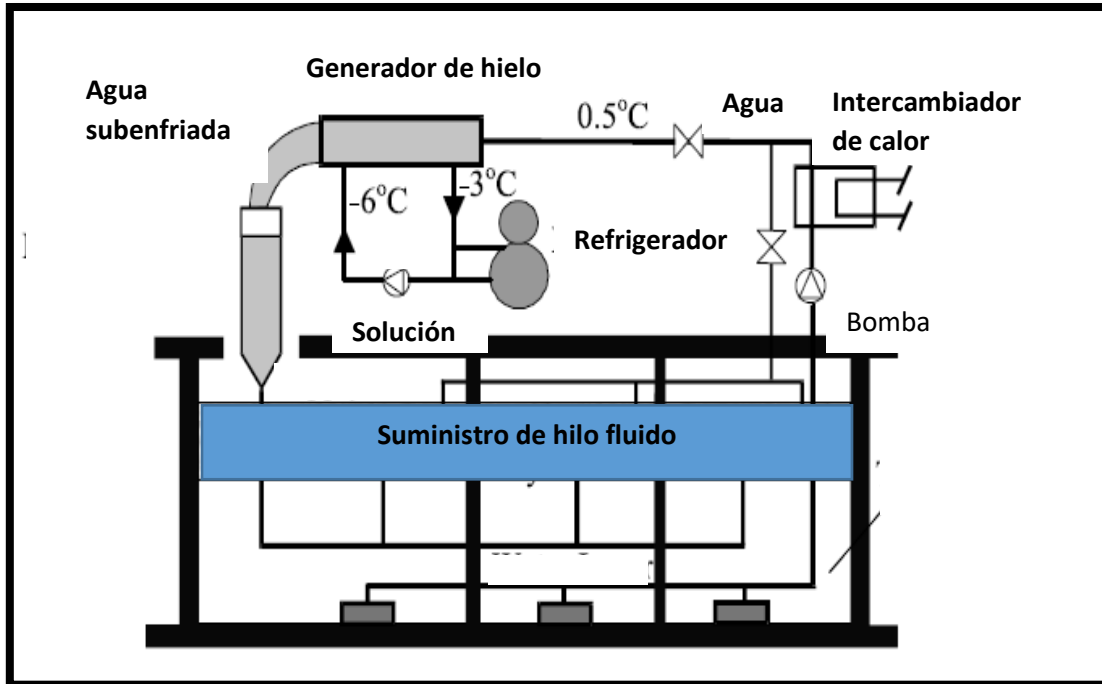 Generador de hielo
Agua
subenfriada
0.5°C
Agua
Intercambiador
de calor
-6°C
-3°C
Refrigerador
Solución
Bomba
Suministro de hilo fluido